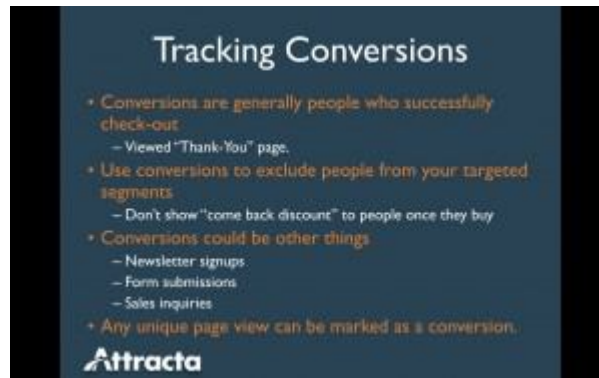 Tracking Conversions
• Conversions are generally people who successfully
check-out
– Viewed "Thank-You" page.
• Use conversions to exclude people from your targeted
segments
– Don't show "come back discount" to people once they buy
• Conversions could be other things
– Newsletter signups
– Form submissions
– Sales inquiries
• Any unique page view can be marked as a conversion.
Attracta